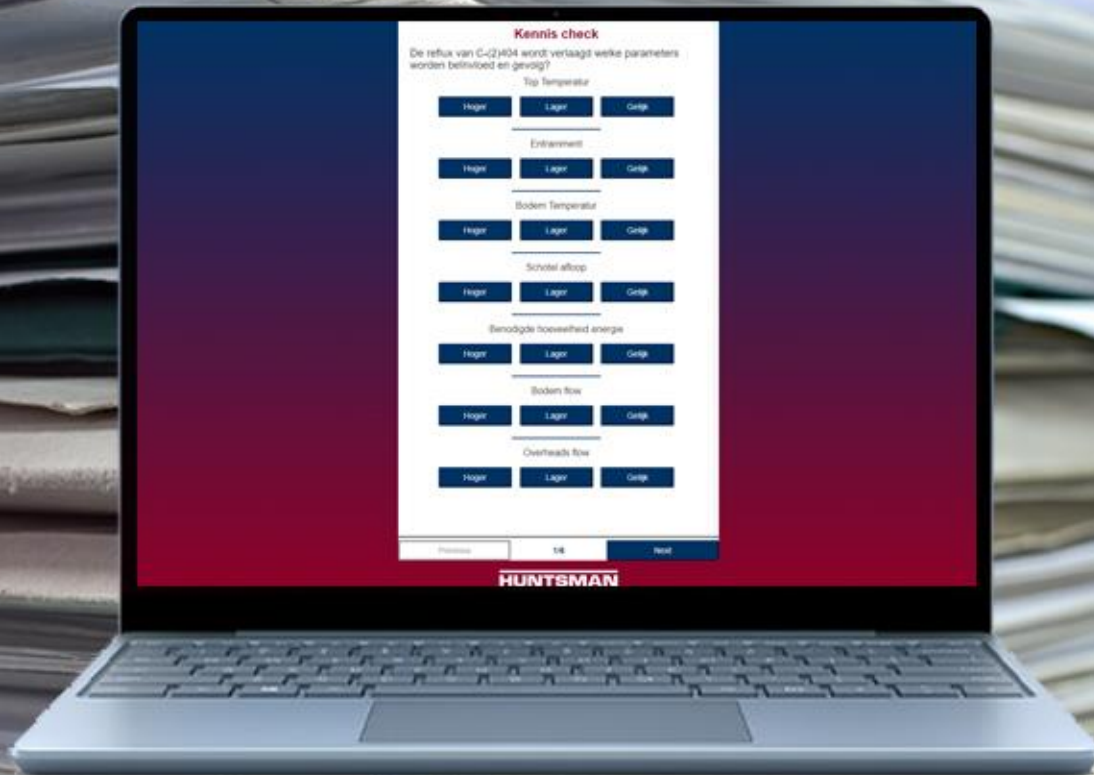 Kennis check
De reflux van C-(2)404 wordt verlaagd welke parameters
worden beïnvloed en gevolg?
Top Temperatur
Hoger Lager Gelijk
Entrainment
Hoger Lager Gelijk
Bodem Temperatur
Hoger Lager Gelijk
Schotel afloop
Hoger Lager Gelijk
Benodigde hoeveelheid energie
Hoger Lager Gelijk
Bodem flow
Hoger Lager Gelijk
Overheads flow
Hoger Lager Gelijk
Previous 1/6 Next
HUNTSMAN